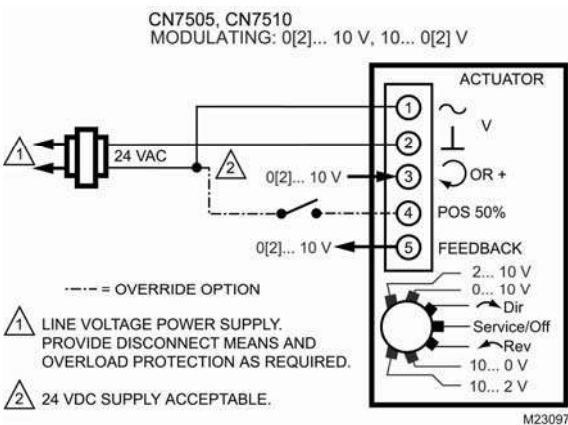 CN7505, CN7510
MODULATING: 0[2]... 10 V, 10... 0[2] V
ACTUATOR
1
V
1
24 VAC
2
2
0[2]... 10 V
3
OR +
4
POS 50%
0[2]... 10 V
5
FEEDBACK
2... 10 V
0... 10 V
Dir
Service/Off
Rev
10... 0 V
10... 2 V
= OVERRIDE OPTION
1 LINE VOLTAGE POWER SUPPLY.
PROVIDE DISCONNECT MEANS AND
OVERLOAD PROTECTION AS REQUIRED.
2 24 VDC SUPPLY ACCEPTABLE.
M23097